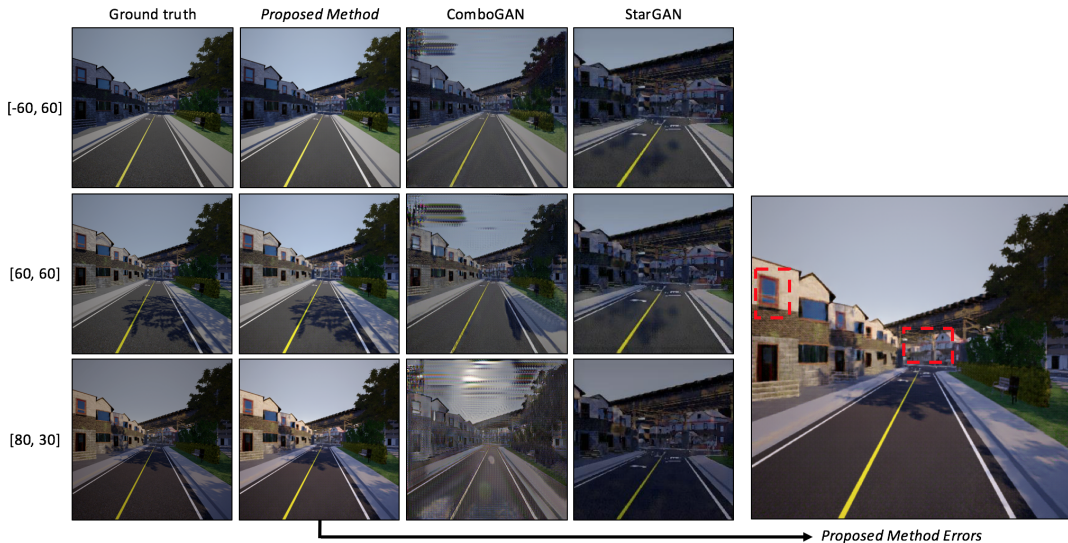 Ground truth
Proposed Method
ComboGAN
StarGAN
[-60, 60]
[60, 60]
[80, 30]
Proposed Method Errors